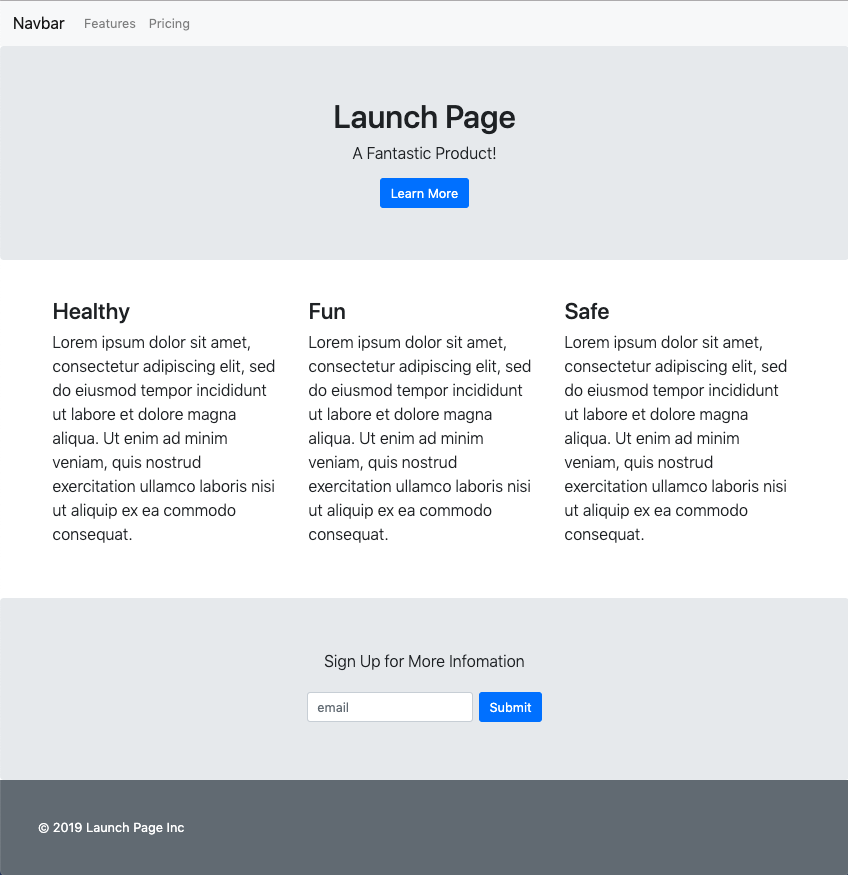 Navbar Features Pricing
Launch Page
A Fantastic Product!
Learn More
Healthy
Lorem ipsum dolor sit amet,
consectetur adipiscing elit, sed
do eiusmod tempor incididunt
ut labore et dolore magna
aliqua. Ut enim ad minim
veniam, quis nostrud
exercitation ullamco laboris nisi
ut aliquip ex ea commodo
consequat.
Fun
Lorem ipsum dolor sit amet,
consectetur adipiscing elit, sed
do eiusmod tempor incididunt
ut labore et dolore magna
aliqua. Ut enim ad minim
veniam, quis nostrud
exercitation ullamco laboris nisi
ut aliquip ex ea commodo
consequat.
Safe
Lorem ipsum dolor sit amet,
consectetur adipiscing elit, sed
do eiusmod tempor incididunt
ut labore et dolore magna
aliqua. Ut enim ad minim
veniam, quis nostrud
exercitation ullamco laboris nisi
ut aliquip ex ea commodo
consequat.
Sign Up for More Infomation
email Submit
© 2019 Launch Page Inc